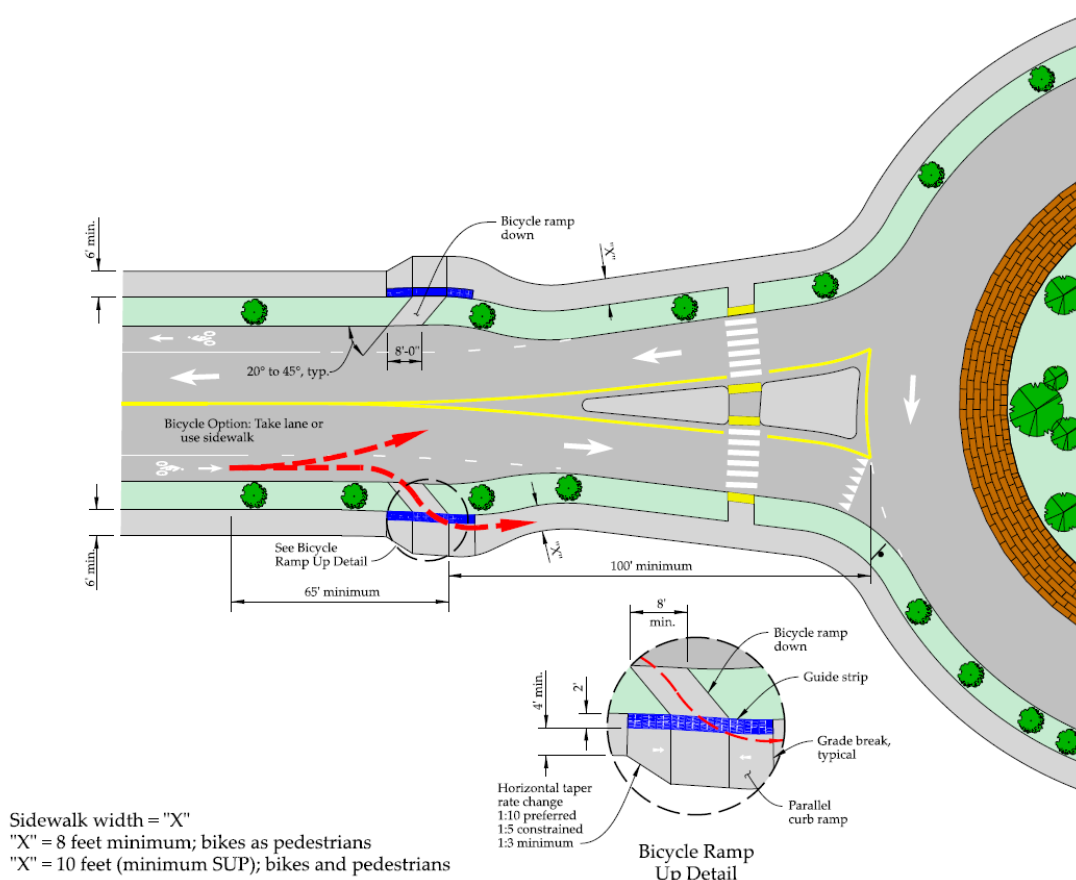 6' min.
Bicycle ramp
down
"X"
8'-0"
20° to 45°, typ.
Bicycle Option: Take lane or
use sidewalk
6' min.
See Bicycle
Ramp Up Detail
"X"
65' minimum
100' minimum
8'
min.
Bicycle ramp
down
4' min.
2'
Guide strip
Grade break,
typical
Horizontal taper
rate change
1:10 preferred
1:5 constrained
1:3 minimum
Parallel
curb ramp
Bicycle Ramp
Up Detail
Sidewalk width = "X"
"X" = 8 feet minimum; bikes as pedestrians
"X" = 10 feet (minimum SUP); bikes and pedestrians